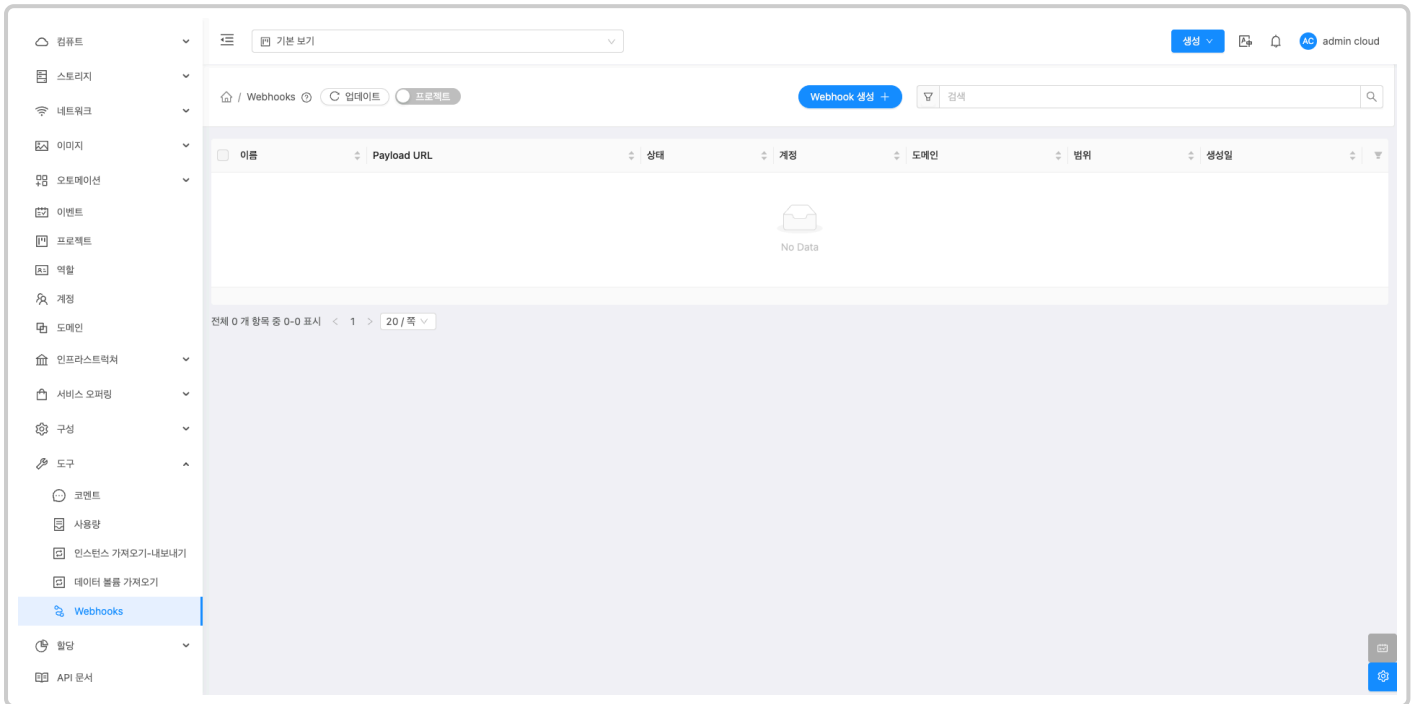 컴퓨트
스토리지
네트워크
이미지
오토메이션
이벤트
프로젝트
역할
계정
도메인
인프라스트럭쳐
서비스 오퍼링
구성
도구
코멘트
사용량
인스턴스 가져오기-내보내기
데이터 볼륨 가져오기
Webhooks
할당
API 문서
기본 보기
생성
AC admin cloud
/ Webhooks 업데이트 프로젝트
Webhook 생성 +
검색
이름 Payload URL 상태 계정 도메인 범위 생성일
No Data
전체 0 개 항목 중 0-0 표시 < 1 > 20 / 쪽